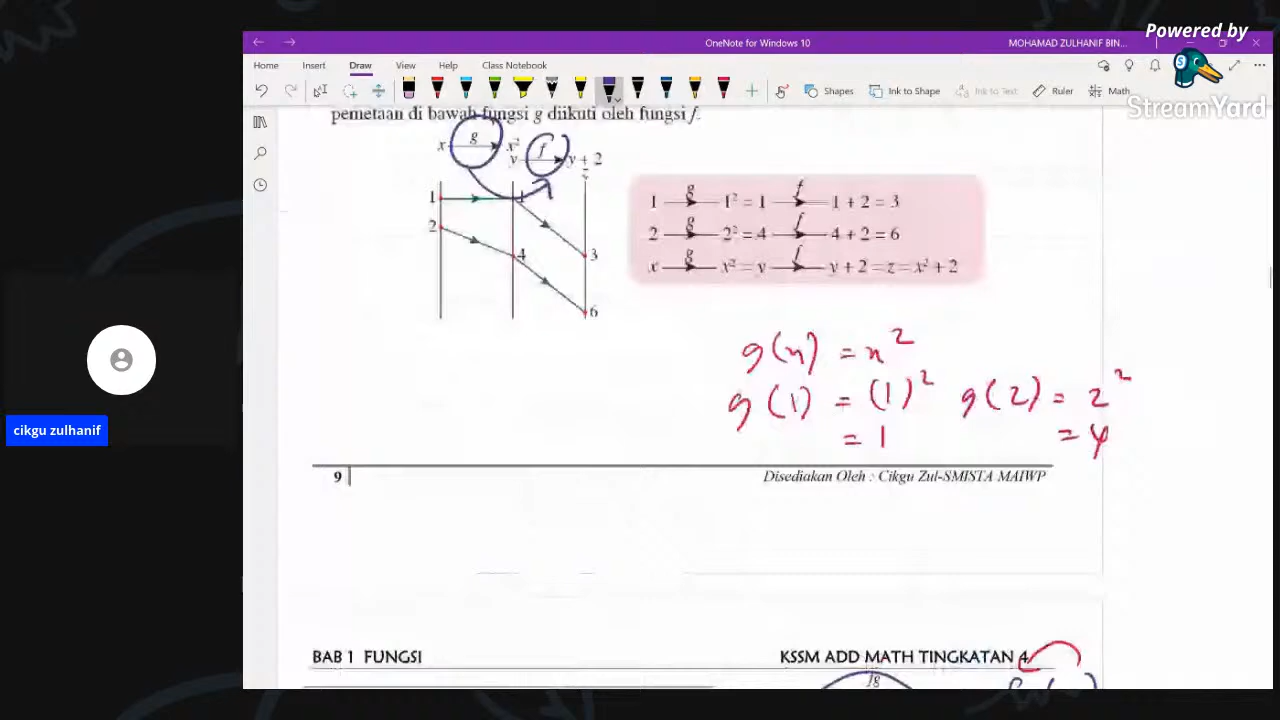 Powered by
StreamYard
OneNote for Windows 10
MOHAMAD ZULHANIF BIN...
Home Insert Draw View Help Class Notebook
Shapes Ink to Shape Ink to Text Ruler Math
pemetaan di bawah fungsi g diikuti oleh fungsi f.
x g x² y f y + 2
z
1 1 3
2 4 6
1 g 1² = 1 f 1 + 2 = 3
2 g 2² = 4 f 4 + 2 = 6
x g x² = y f y + 2 = z = x² + 2
g(x) = x²
g(1) = (1)² g(2) = 2²
= 1 = 4
cikgu zulhanif
9
Disediakan Oleh : Cikgu Zul-SMISTA MAIWP
BAB 1 FUNGSI KSSM ADD MATH TINGKATAN 4
fg